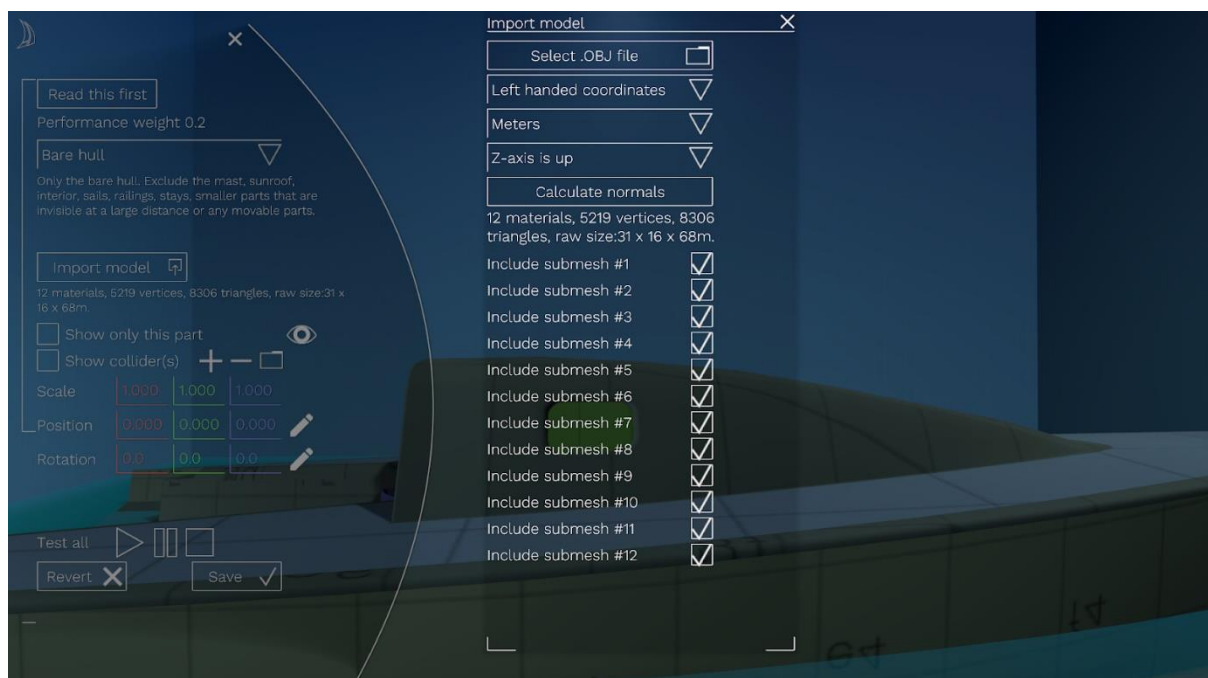 Read this first
Performance weight 0.2
Bare hull
Only the bare hull. Exclude the mast, sunroof,
interior, sails, railings, stays, smaller parts that are
invisible at a large distance or any movable parts.
Import model
12 materials, 5219 vertices, 8306 triangles, raw size:31 x
16 x 68m.
Show only this part
Show collider(s)
Scale 1.000 1.000 1.000
Position 0.000 0.000 0.000
Rotation 0.0 0.0 0.0
Test all
Revert Save
Import model
Select .OBJ file
Left handed coordinates
Meters
Z-axis is up
Calculate normals
12 materials, 5219 vertices, 8306
triangles, raw size:31 x 16 x 68m.
Include submesh #1
Include submesh #2
Include submesh #3
Include submesh #4
Include submesh #5
Include submesh #6
Include submesh #7
Include submesh #8
Include submesh #9
Include submesh #10
Include submesh #11
Include submesh #12